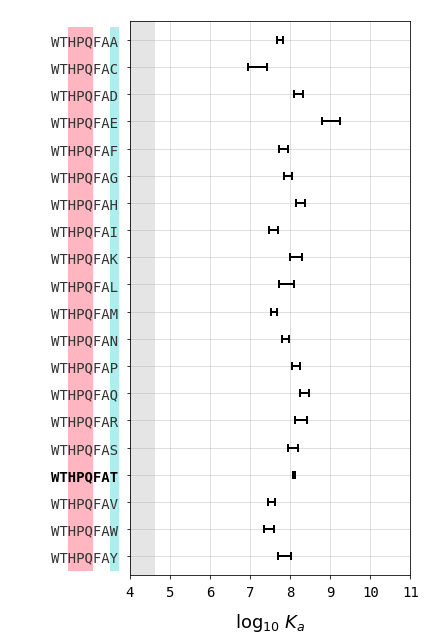 WTHPQFAA
WTHPQFAC
WTHPQFAD
WTHPQFAE
WTHPQFAF
WTHPQFAG
WTHPQFAH
WTHPQFAI
WTHPQFAK
WTHPQFAL
WTHPQFAM
WTHPQFAN
WTHPQFAP
WTHPQFAQ
WTHPQFAR
WTHPQFAS
WTHPQFAT
WTHPQFAV
WTHPQFAW
WTHPQFAY
4 5 6 7 8 9 10 11
log₁₀ Kₐ